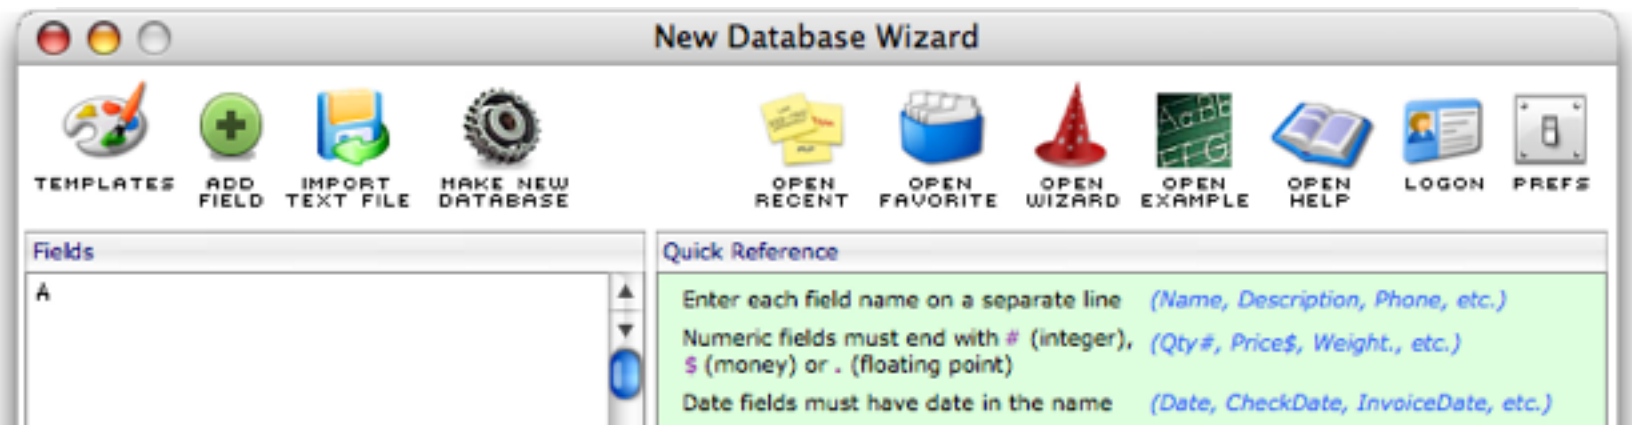 New Database Wizard
TEMPLATES
ADD
FIELD
IMPORT
TEXT FILE
MAKE NEW
DATABASE
OPEN
RECENT
OPEN
FAVORITE
OPEN
WIZARD
AaBb
EFG
OPEN
EXAMPLE
OPEN
HELP
LOGON
PREFS
Fields
A
Quick Reference
Enter each field name on a separate line (Name, Description, Phone, etc.)
Numeric fields must end with # (integer), (Qty#, Price$, Weight., etc.)
$ (money) or . (floating point)
Date fields must have date in the name (Date, CheckDate, InvoiceDate, etc.)